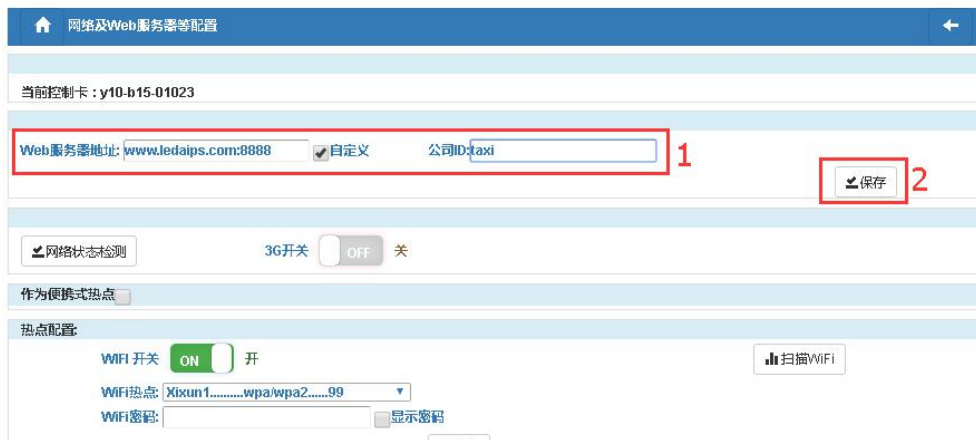 网络及Web服务器等配置
当前控制卡：y10-b15-01023
Web服务器地址: www.ledaips.com:8888 自定义 公司ID: taxi 1
保存 2
网络状态检测 3G开关 OFF 关
作为便携式热点
热点配置:
WIFI 开关 ON 开 扫描WiFi
WiFi热点: Xixun1..........wpa/wpa2......99
WiFi密码: 显示密码